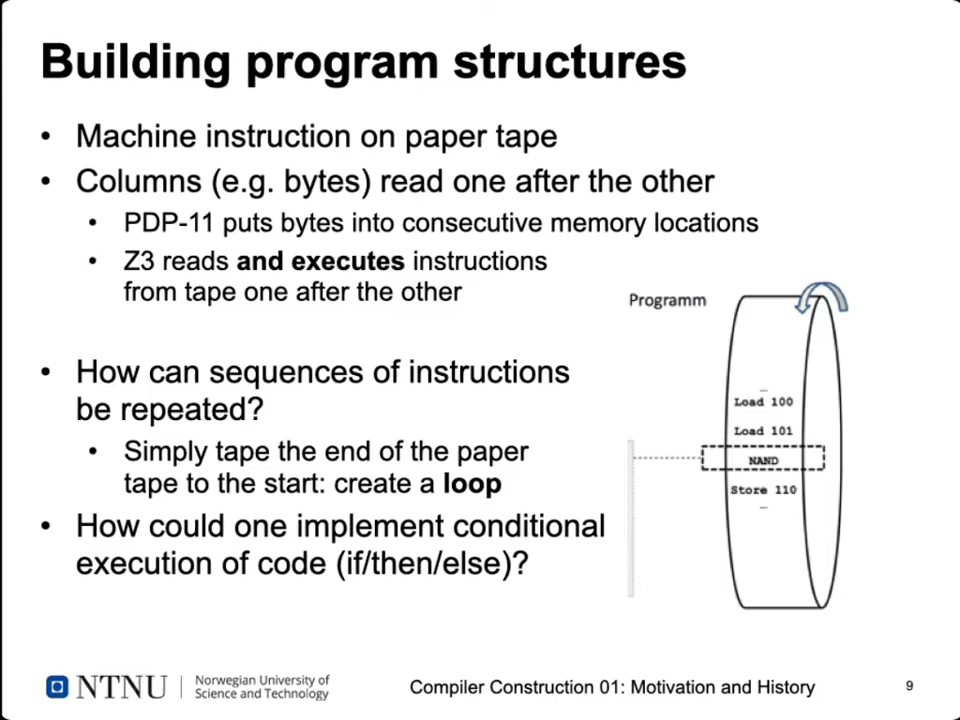 Building program structures
• Machine instruction on paper tape
• Columns (e.g. bytes) read one after the other
• PDP-11 puts bytes into consecutive memory locations
• Z3 reads and executes instructions
from tape one after the other
• How can sequences of instructions
be repeated?
• Simply tape the end of the paper
tape to the start: create a loop
• How could one implement conditional
execution of code (if/then/else)?
Programm
...
Load 100
Load 101
NAND
Store 110
...
NTNU
Norwegian University of
Science and Technology
Compiler Construction 01: Motivation and History
9